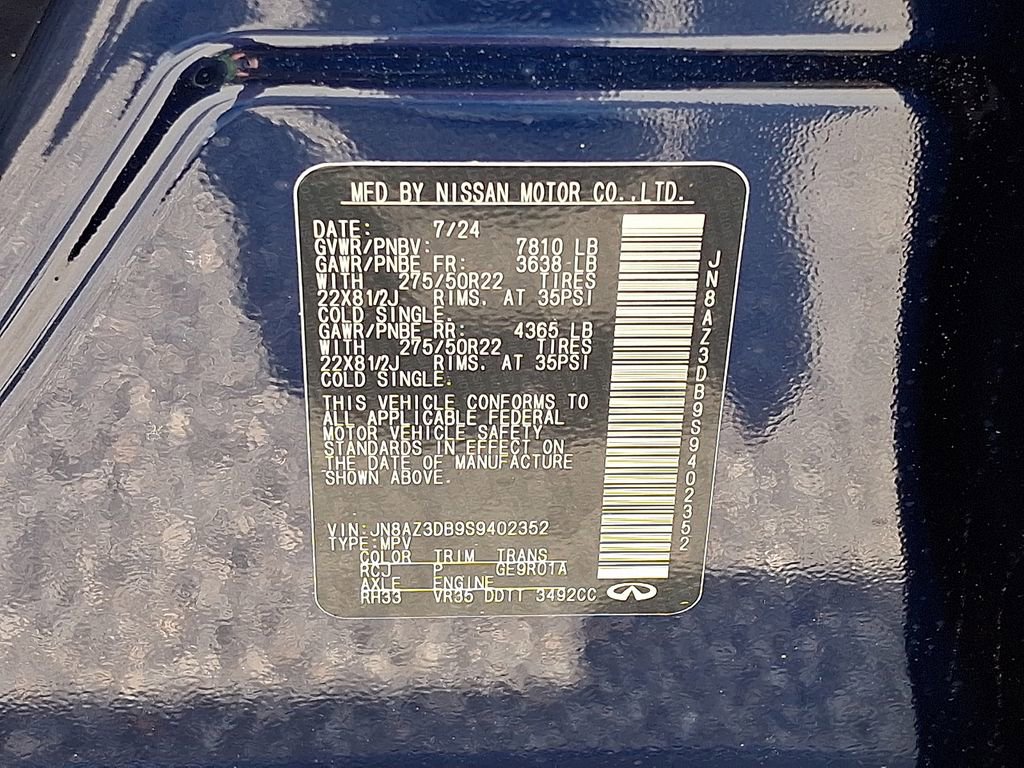 MFD BY NISSAN MOTOR CO.,LTD.
DATE: 7/24
GVWR/PNBV: 7810 LB
GAWR/PNBE FR: 3638 LB
WITH 275/50R22 TIRES
22X81/2J RIMS. AT 35PSI
COLD SINGLE.
GAWR/PNBE RR: 4365 LB
WITH 275/50R22 TIRES
22X81/2J RIMS. AT 35PSI
COLD SINGLE.
THIS VEHICLE CONFORMS TO
ALL APPLICABLE FEDERAL
MOTOR VEHICLE SAFETY
STANDARDS IN EFFECT ON
THE DATE OF MANUFACTURE
SHOWN ABOVE.
VIN:JN8AZ3DB9S9402352
TYPE:MPV
COLOR TRIM TRANS
RCJ P GE9R01A
AXLE ENGINE
RH33 VR35 DDTT 3492CC
JN8AZ3DB9S9402352